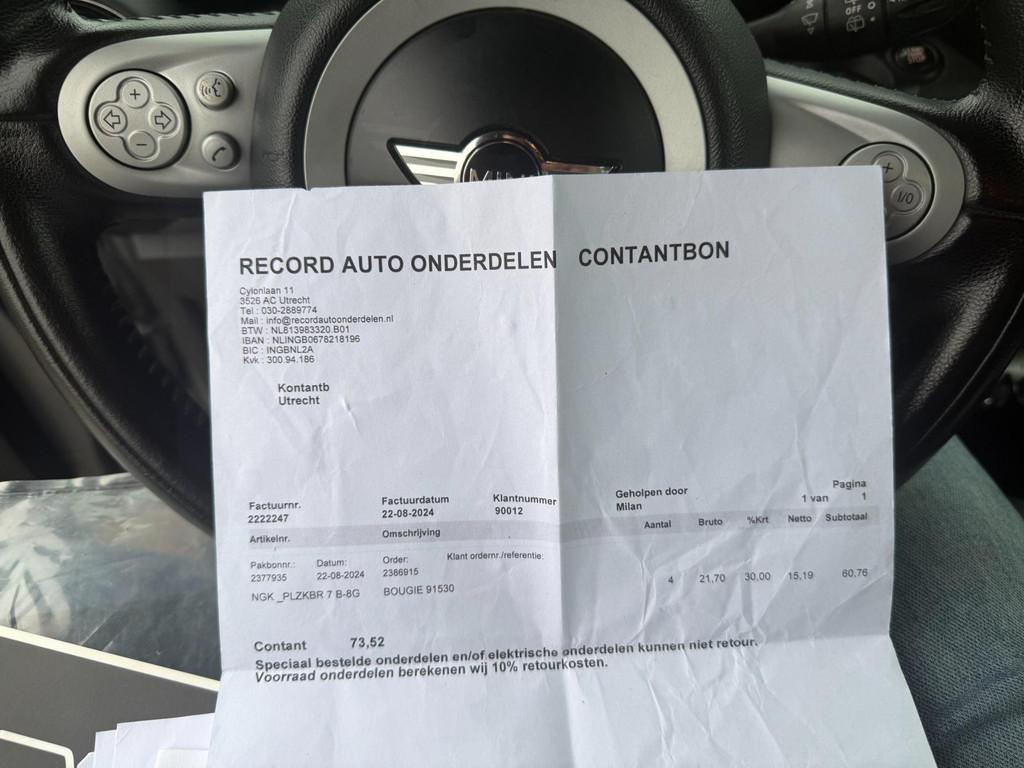 OFF
+
-
MINI
+
I/O
RECORD AUTO ONDERDELEN CONTANTBON
Cylonlaan 11
3526 AC Utrecht
Tel : 030-2889774
Mail : info@recordautoonderdelen.nl
BTW : NL813983320.B01
IBAN : NLINGB0678218196
BIC : INGBNL2A
Kvk : 300.94.186
Kontantb
Utrecht
Factuurnr. Factuurdatum Klantnummer Geholpen door Pagina
2222247 22-08-2024 90012 Milan 1 van 1
Artikelnr. Omschrijving Aantal Bruto %Krt Netto Subtotaal
Pakbonnr.: Datum: Order: Klant ordernr./referentie:
2377935 22-08-2024 2386915
NGK _PLZKBR 7 B-8G BOUGIE 91530 4 21,70 30,00 15,19 60,76
Contant 73,52
Speciaal bestelde onderdelen en/of elektrische onderdelen kunnen niet retour.
Voorraad onderdelen berekenen wij 10% retourkosten.